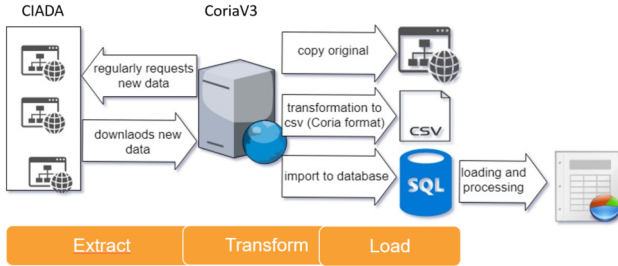 CIADA
CoriaV3
regularly requests
new data
downlaods new
data
copy original
transformation to
csv (Coria format)
CSV
import to database
SQL
loading and
processing
Extract
Transform
Load